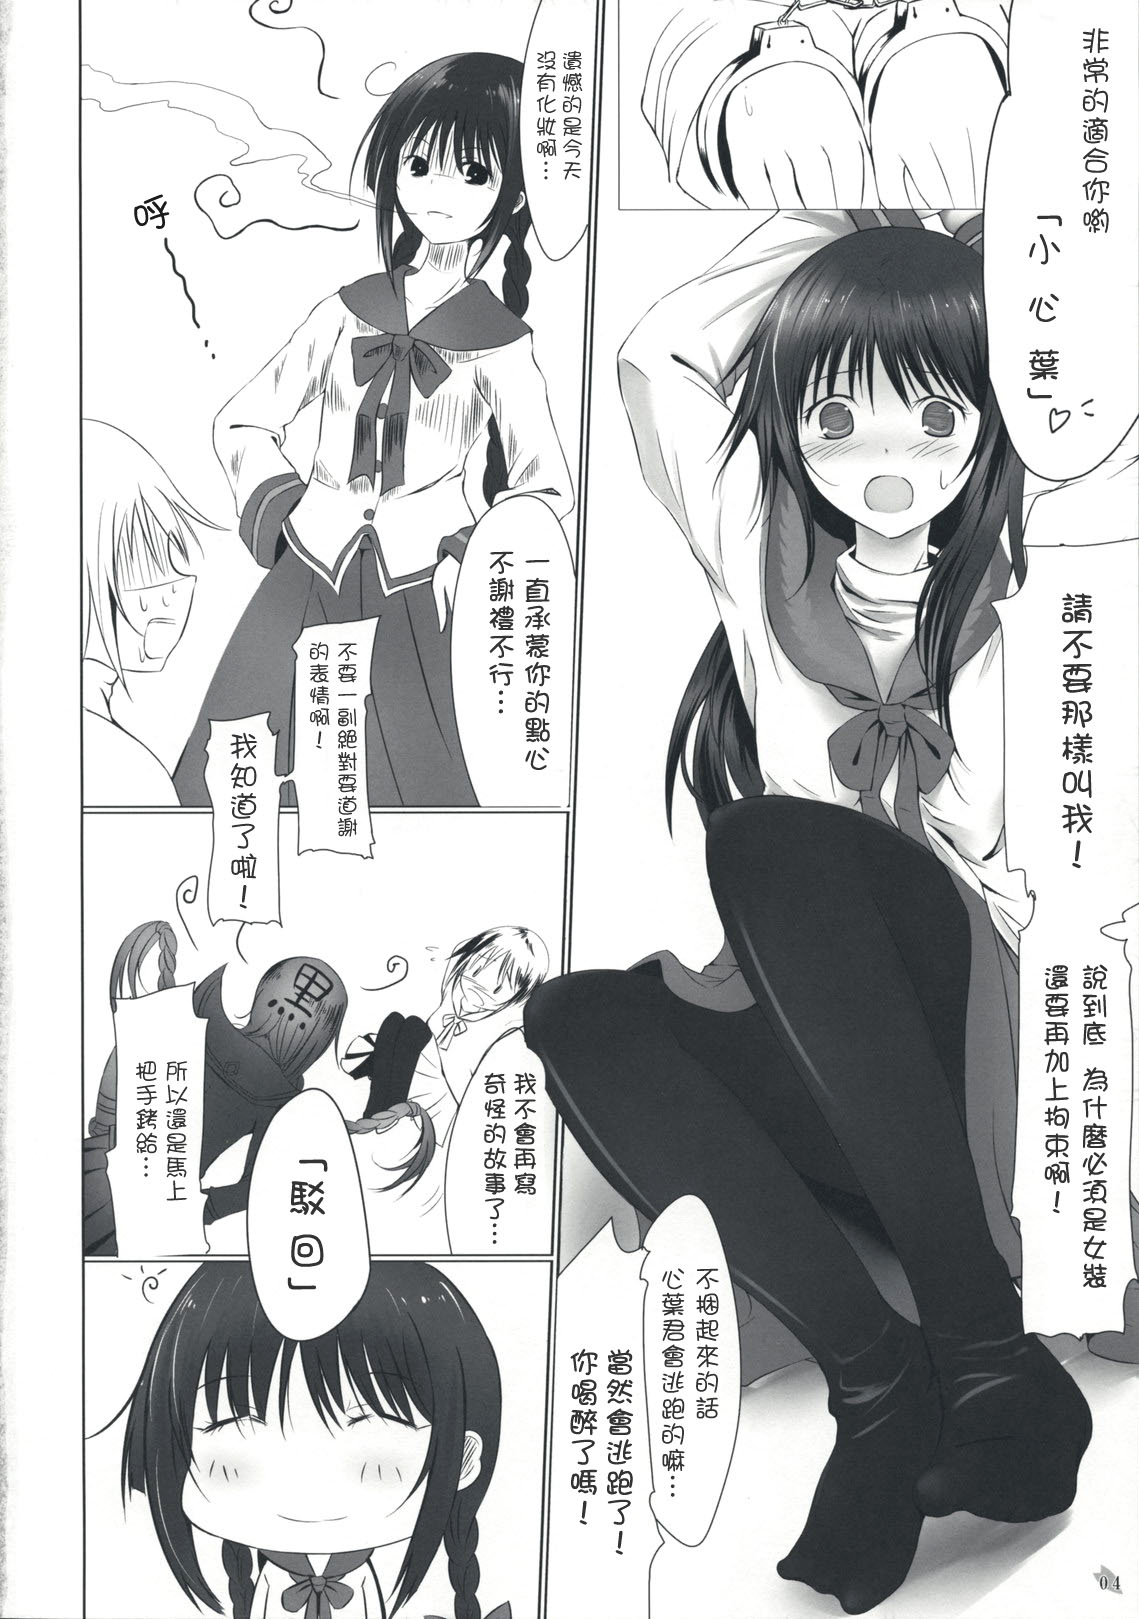 非常的適合你喲
「小心葉」
請不要那樣叫我！
說到底 為什麼必須是女裝
還要再加上拘束啊！
不捆起來的話
心葉君會逃跑的嘛…
當然會逃跑了！
你喝醉了嗎！
遺憾的是今天
沒有化妝啊…
呼
一直承蒙你的點心
不謝禮不行…
不要一副絕對要道謝
的表情啊！
我知道了啦！
我不會再寫
奇怪的故事了…
黑
所以還是馬上
把手銬給…
「駁回」
04